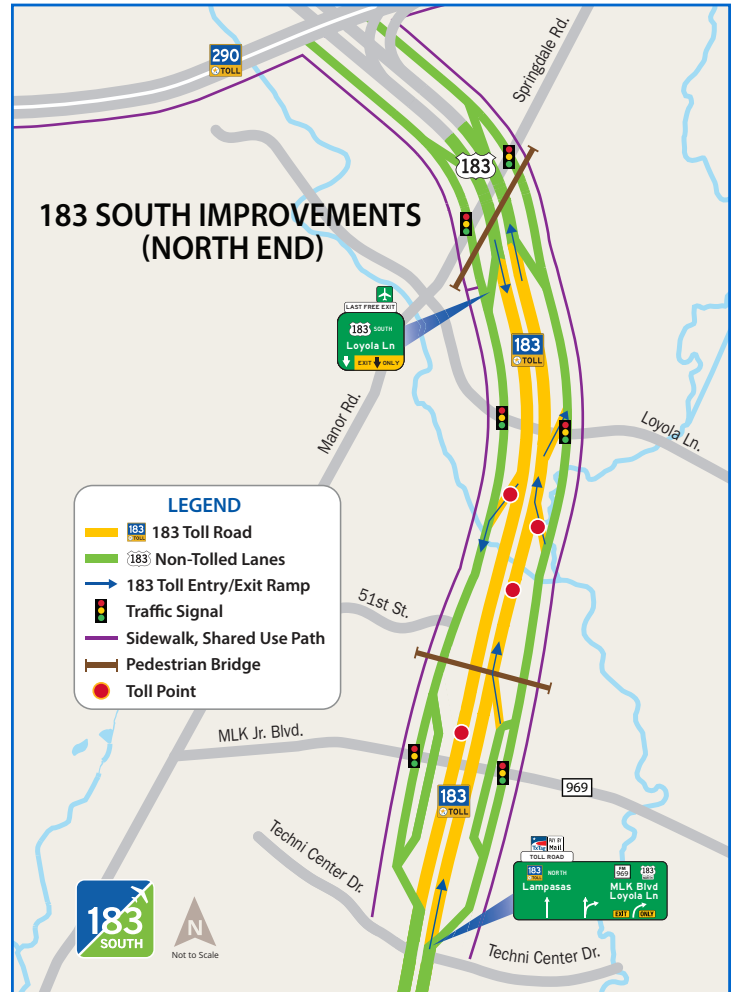 290
TOLL
Springdale Rd.
183
183 SOUTH IMPROVEMENTS
(NORTH END)
LAST FREE EXIT
183 SOUTH
Loyola Ln
EXIT ONLY
183
TOLL
Manor Rd.
Loyola Ln.
LEGEND
183 TOLL 183 Toll Road
183 Non-Tolled Lanes
183 Toll Entry/Exit Ramp
Traffic Signal
Sidewalk, Shared Use Path
Pedestrian Bridge
Toll Point
51st St.
MLK Jr. Blvd.
969
183
TOLL
Techni Center Dr.
TxTag Mail
TOLL ROAD
183 TOLL NORTH
Lampasas
FM 969 183
MLK Blvd
Loyola Ln
EXIT ONLY
183
SOUTH
N
Not to Scale
Techni Center Dr.